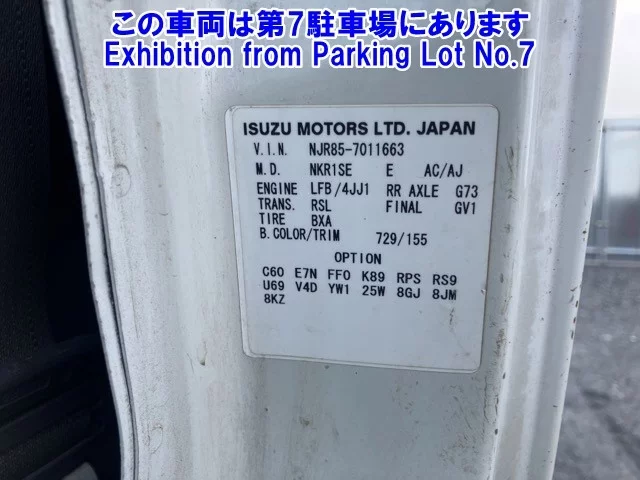 この車両は第7駐車場にあります
Exhibition from Parking Lot No.7
ISUZU MOTORS LTD. JAPAN
V.I.N. NJR85-7011663
M.D. NKR1SE E AC/AJ
ENGINE LFB/4JJ1 RR AXLE G73
TRANS. RSL FINAL GV1
TIRE BXA
B.COLOR/TRIM 729/155
OPTION
C60 E7N FF0 K89 RPS RS9
U69 V4D YW1 25W 8GJ 8JM
8KZ